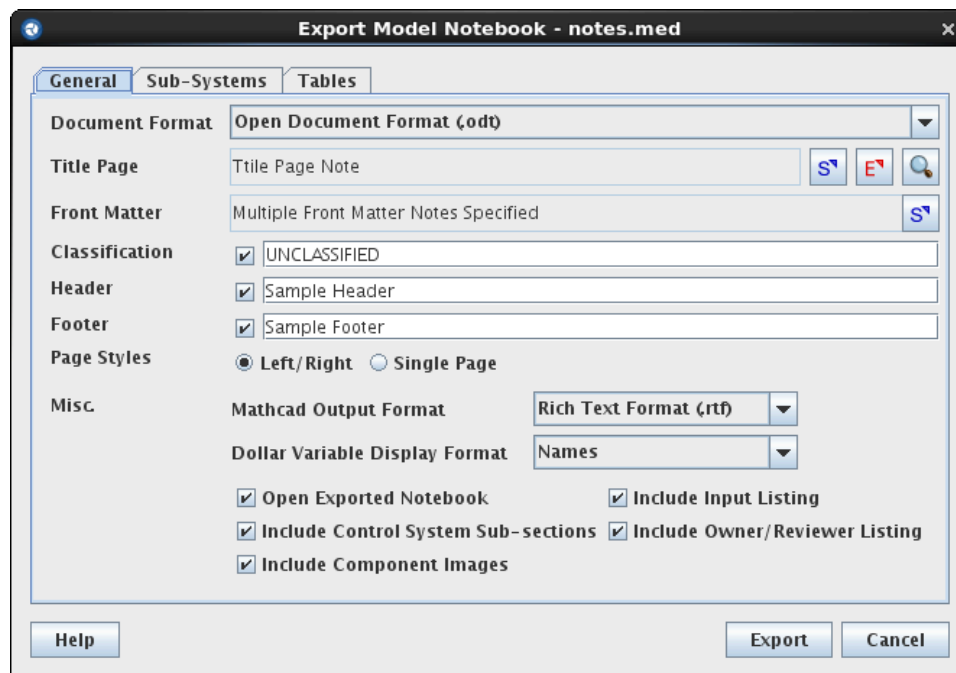 Export Model Notebook - notes.med
General Sub-Systems Tables
Document Format Open Document Format (.odt)
Title Page Ttile Page Note S E
Front Matter Multiple Front Matter Notes Specified S
Classification UNCLASSIFIED
Header Sample Header
Footer Sample Footer
Page Styles Left/Right Single Page
Misc. Mathcad Output Format Rich Text Format (.rtf)
Dollar Variable Display Format Names
Open Exported Notebook Include Input Listing
Include Control System Sub-sections Include Owner/Reviewer Listing
Include Component Images
Help Export Cancel